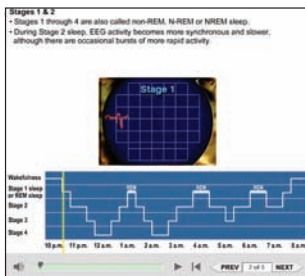 Stages 1 & 2
• Stages 1 through 4 are also called non-REM, N-REM or NREM sleep.
• During Stage 2 sleep, EEG activity becomes more synchronous and slower,
although there are occasional bursts of more rapid activity.
Stage 1
Wakefulness
Stage 1 sleep
or REM sleep
REM REM REM
Stage 2
Stage 3
Stage 4
10 p.m. 11 p.m. 12 a.m. 1 a.m. 2 a.m. 3 a.m. 4 a.m. 5 a.m. 6 a.m. 7 a.m. 8 a.m.
PREV 2 of 5 NEXT